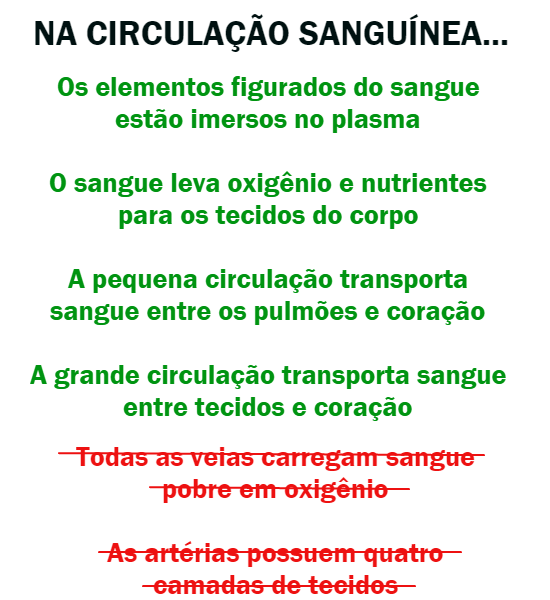 NA CIRCULAÇÃO SANGUÍNEA...
Os elementos figurados do sangue
estão imersos no plasma
O sangue leva oxigênio e nutrientes
para os tecidos do corpo
A pequena circulação transporta
sangue entre os pulmões e coração
A grande circulação transporta sangue
entre tecidos e coração
Todas as veias carregam sangue
pobre em oxigênio
As artérias possuem quatro
camadas de tecidos